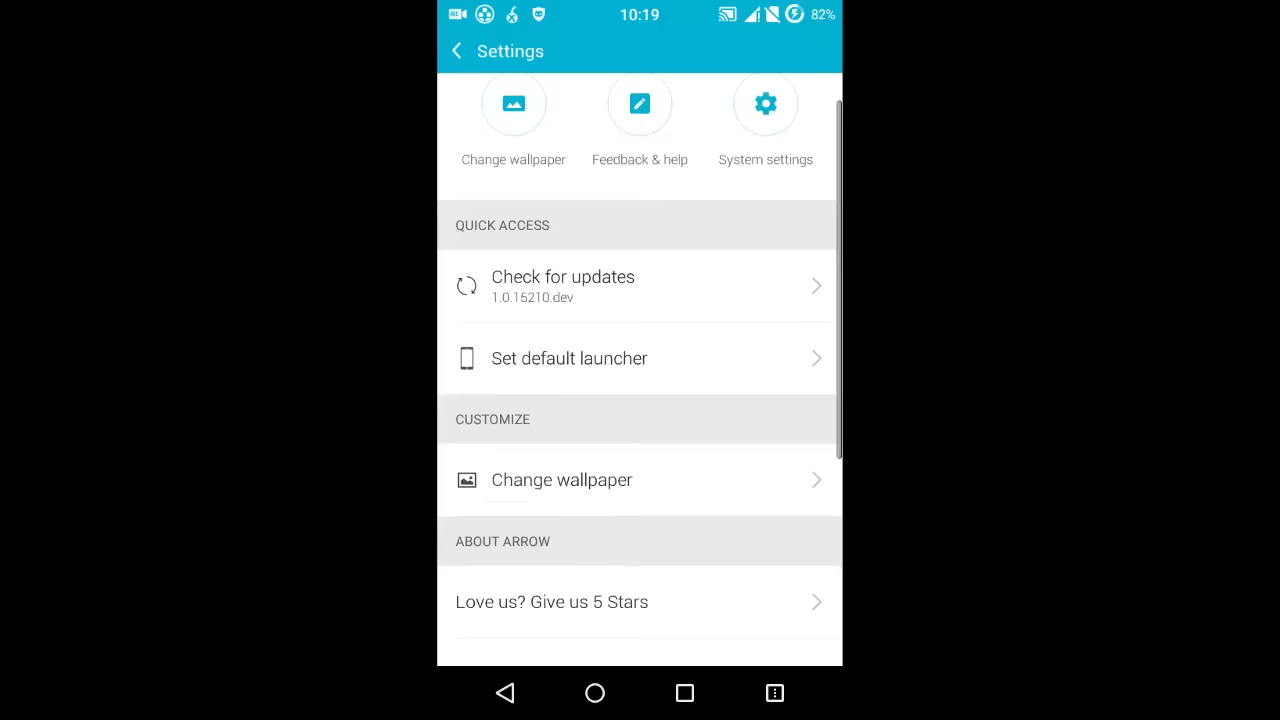 REC 10:19 82%
Settings
Change wallpaper Feedback & help System settings
QUICK ACCESS
Check for updates
1.0.15210.dev
Set default launcher
CUSTOMIZE
Change wallpaper
ABOUT ARROW
Love us? Give us 5 Stars